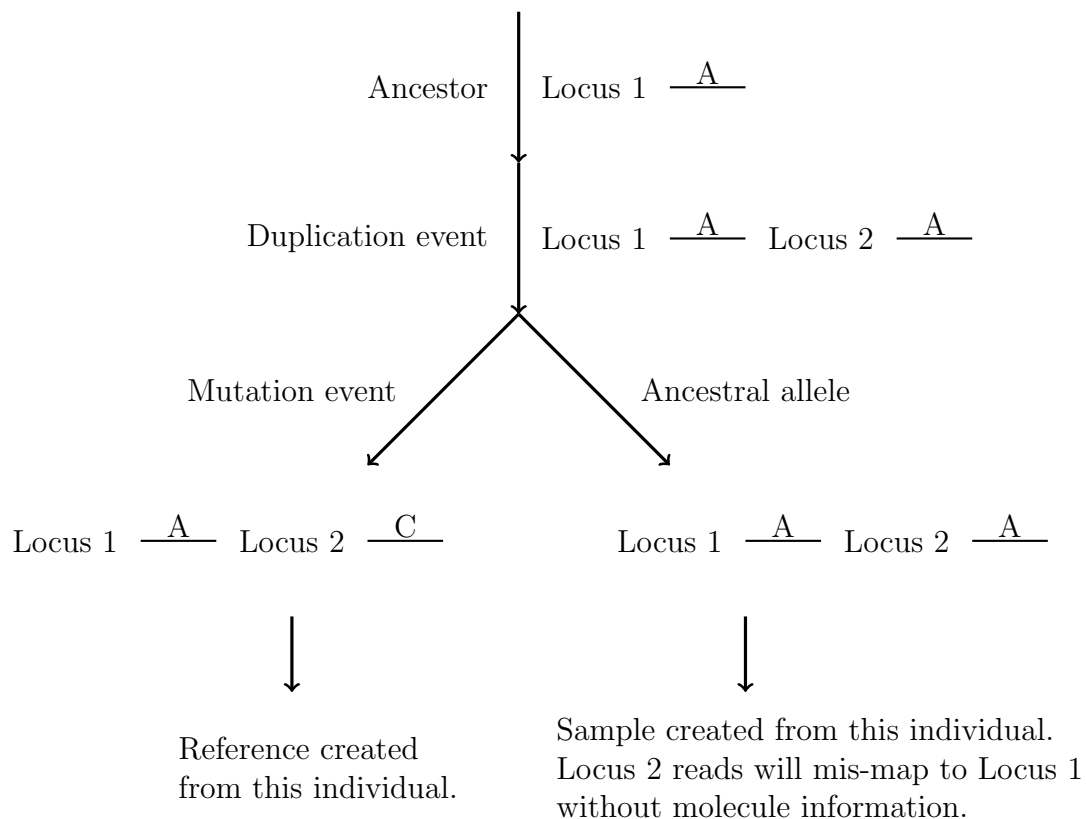 Ancestor Locus 1 A
Duplication event Locus 1 A Locus 2 A
Mutation event Ancestral allele
Locus 1 A Locus 2 C Locus 1 A Locus 2 A
Reference created
from this individual.
Sample created from this individual.
Locus 2 reads will mis-map to Locus 1
without molecule information.